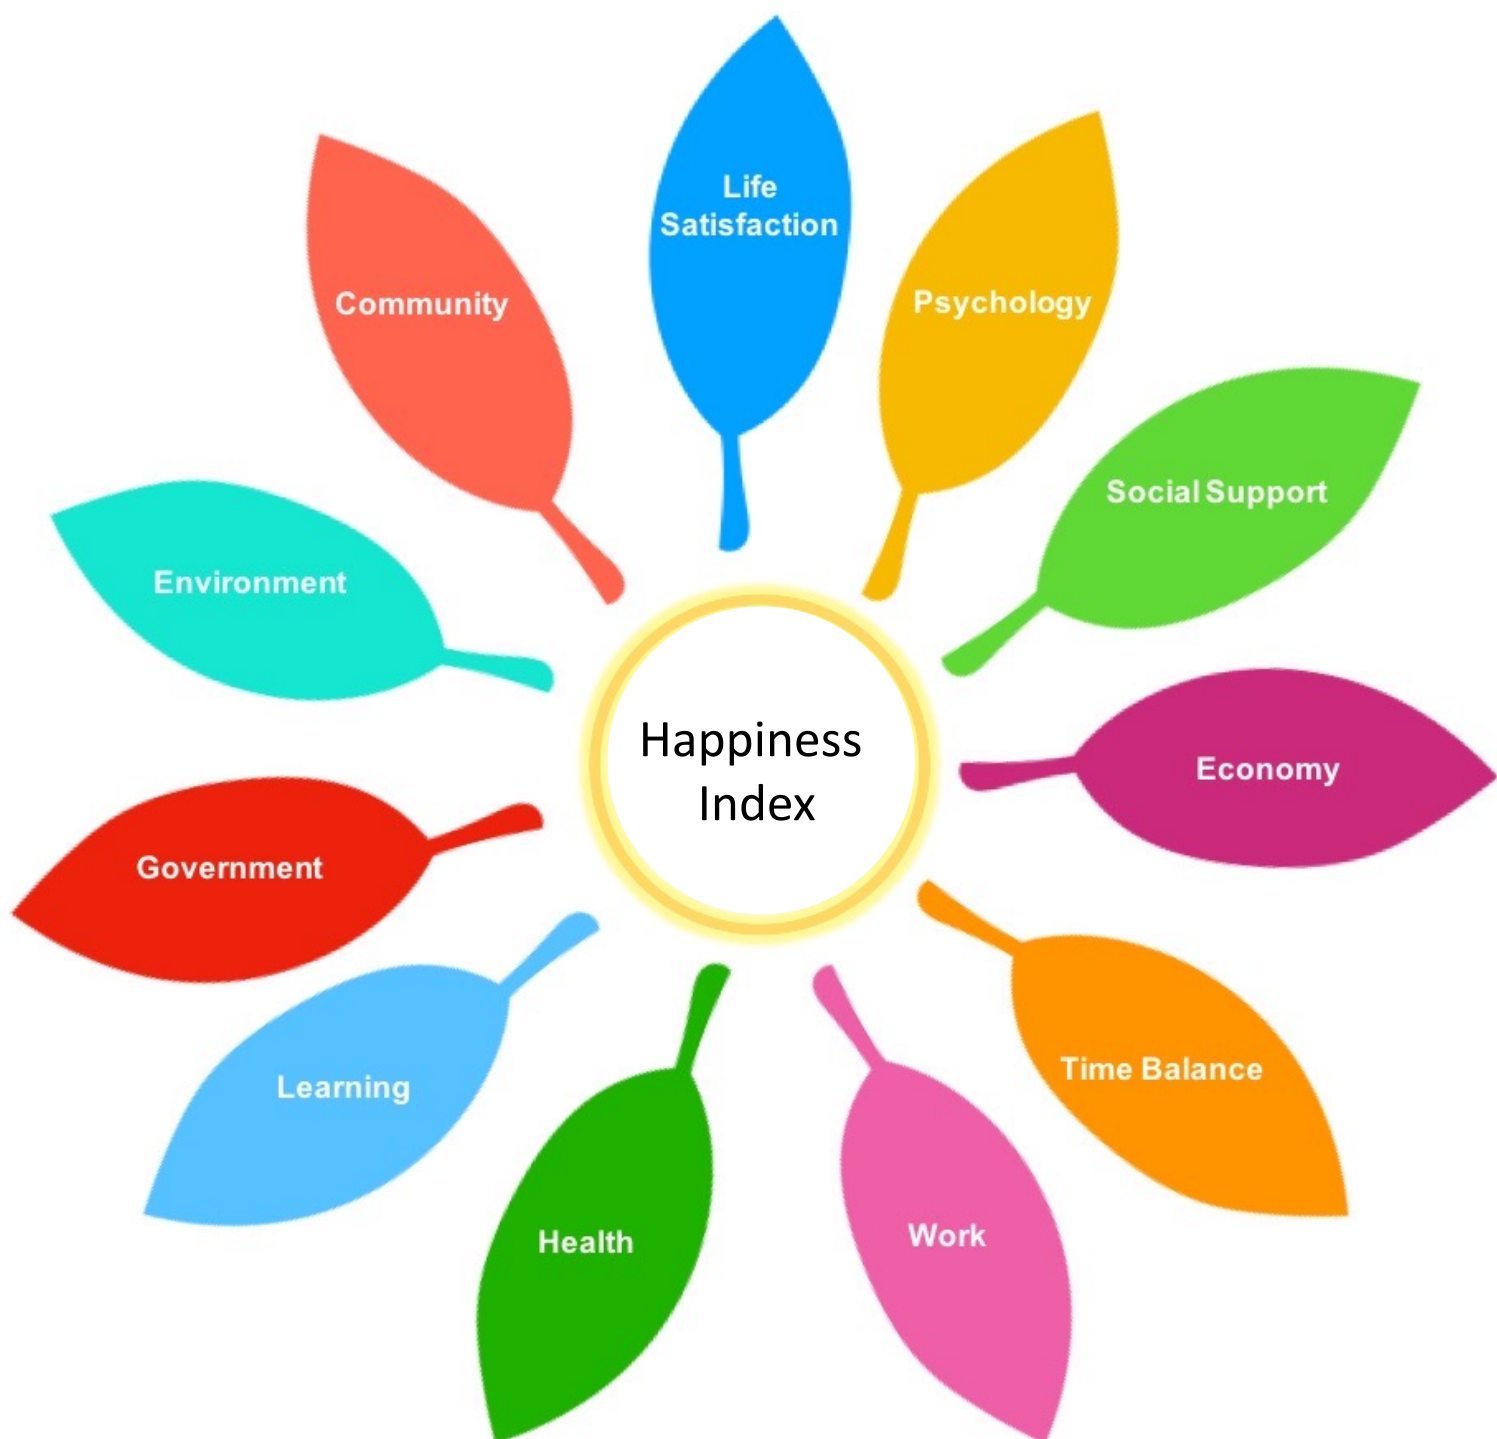 Life
Satisfaction
Psychology
Social Support
Economy
Time Balance
Work
Health
Learning
Government
Environment
Community
Happiness
Index